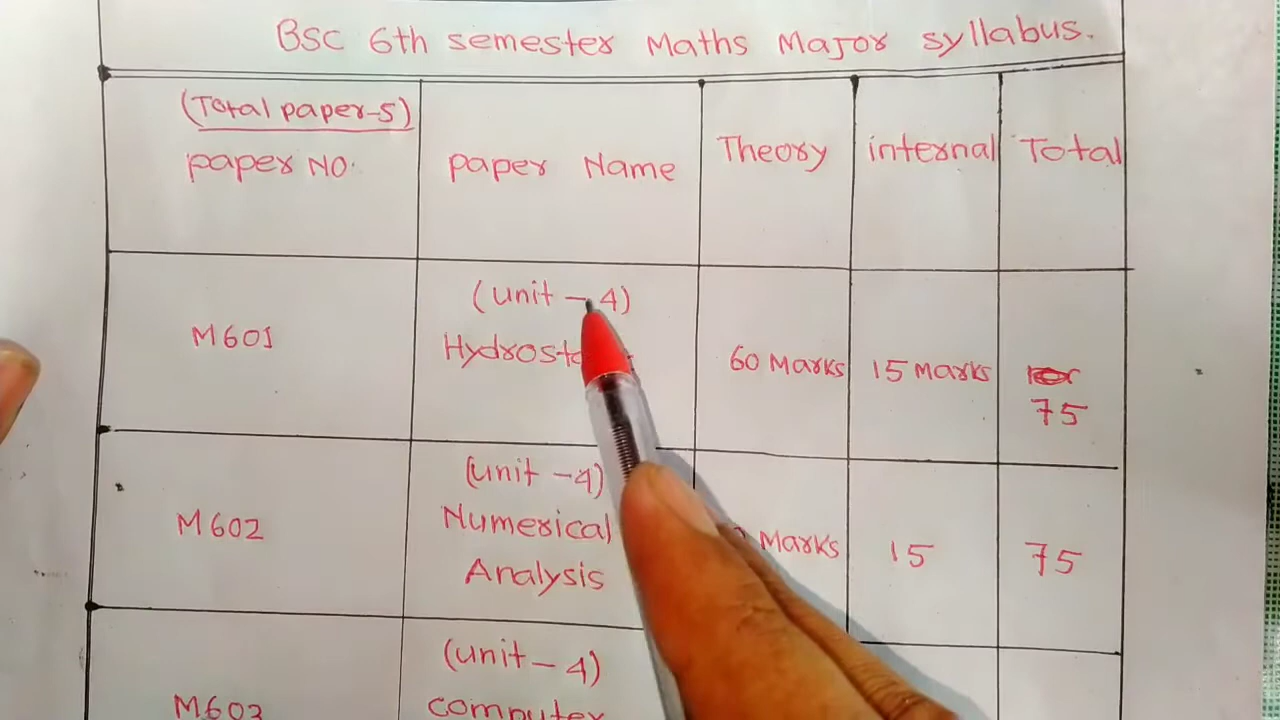 BSC 6th semester Maths Major syllabus.
(Total paper-5)
paper NO.
paper Name
Theory
internal
Total
M601
(unit-4)
60 Marks
15 Marks
75
M602
(unit-4)
Numerical
Analysis
Marks
15
75
M603
(unit-4)
computer